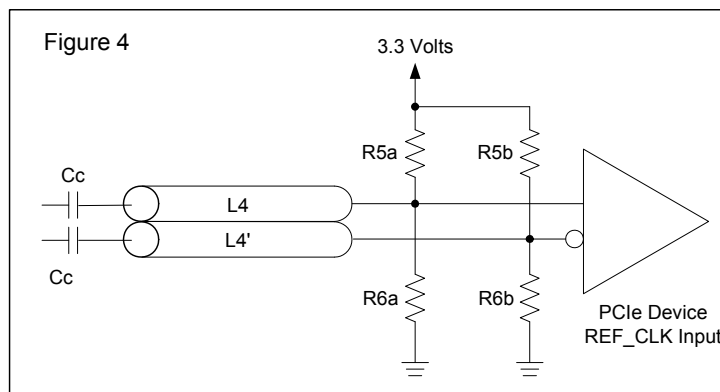 Figure 4
3.3 Volts
R5a
R5b
Cc
L4
L4'
Cc
R6a
R6b
PCIe Device
REF_CLK Input